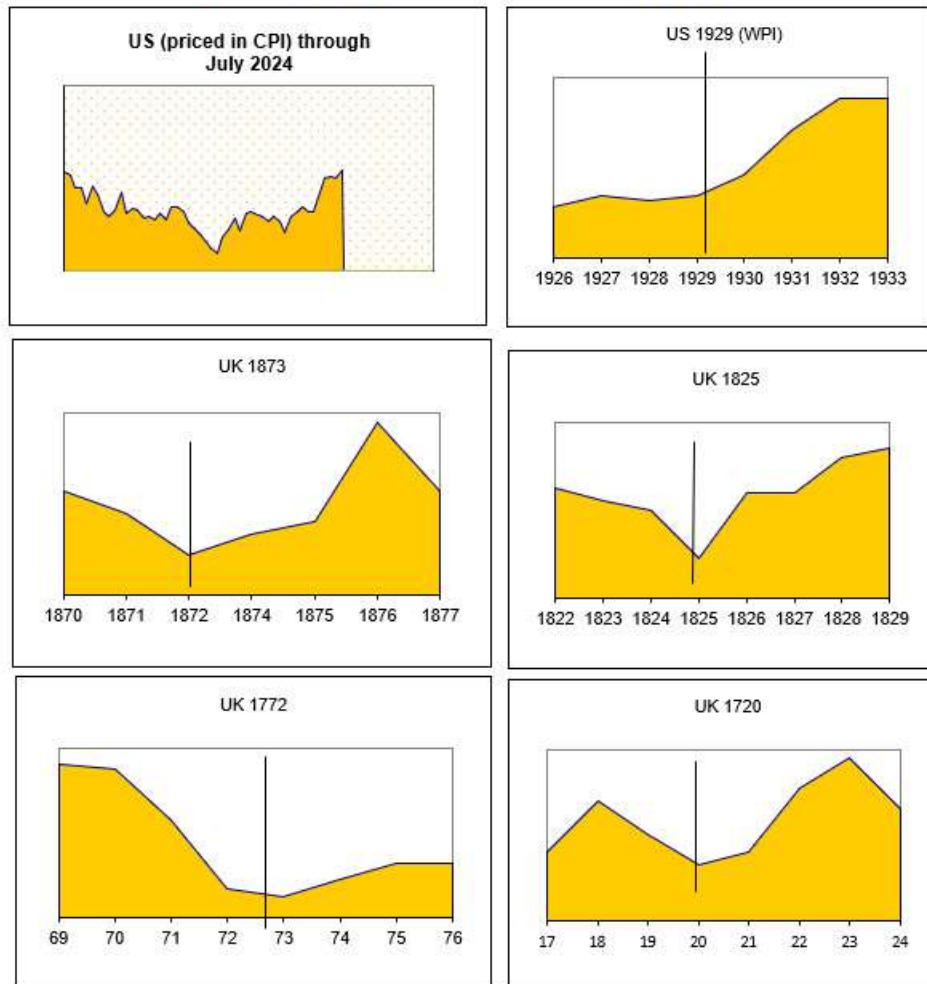 US (priced in CPI) through
July 2024
US 1929 (WPI)
1926 1927 1928 1929 1930 1931 1932 1933
UK 1873
1870 1871 1872 1874 1875 1876 1877
UK 1825
1822 1823 1824 1825 1826 1827 1828 1829
UK 1772
69 70 71 72 73 74 75 76
UK 1720
17 18 19 20 21 22 23 24